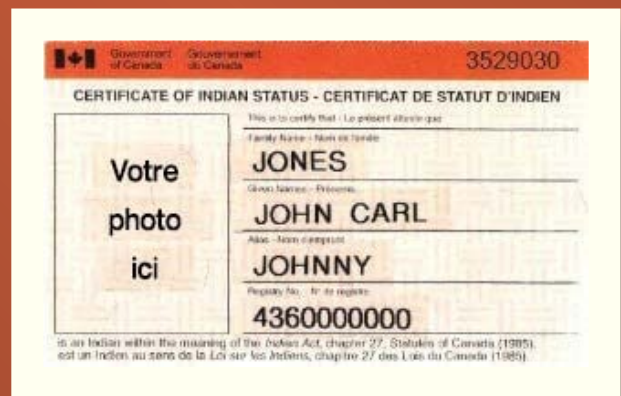 Government Gouvernement
of Canada du Canada
3529030
CERTIFICATE OF INDIAN STATUS - CERTIFICAT DE STATUT D'INDIEN
This is to certify that - Le présent atteste que
Family Name - Nom de famille
JONES
Given Names - Prénoms
JOHN CARL
Alias - Nom d'emprunt
JOHNNY
Registry No. - N° de registre
4360000000
Votre
photo
ici
is an Indian within the meaning of the Indian Act, chapter 27, Statutes of Canada (1985).
est un Indien au sens de la Loi sur les Indiens, chapitre 27 des Lois du Canada (1985).